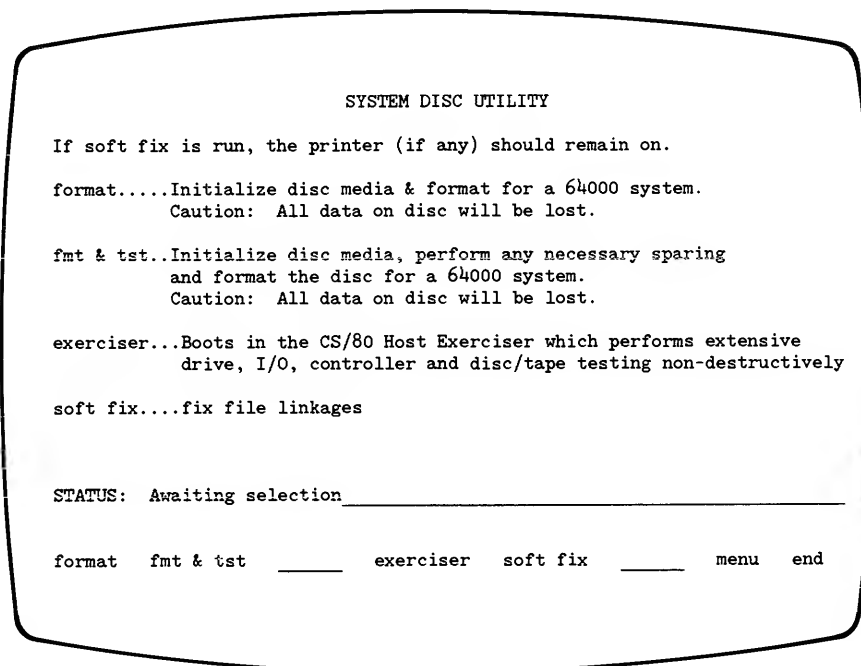 SYSTEM DISC UTILITY
If soft fix is run, the printer (if any) should remain on.
format.....Initialize disc media & format for a 64000 system.
Caution: All data on disc will be lost.
fmt & tst..Initialize disc media, perform any necessary sparing
and format the disc for a 64000 system.
Caution: All data on disc will be lost.
exerciser...Boots in the CS/80 Host Exerciser which performs extensive
drive, I/O, controller and disc/tape testing non-destructively
soft fix....fix file linkages
STATUS: Awaiting selection
format fmt & tst exerciser soft fix menu end